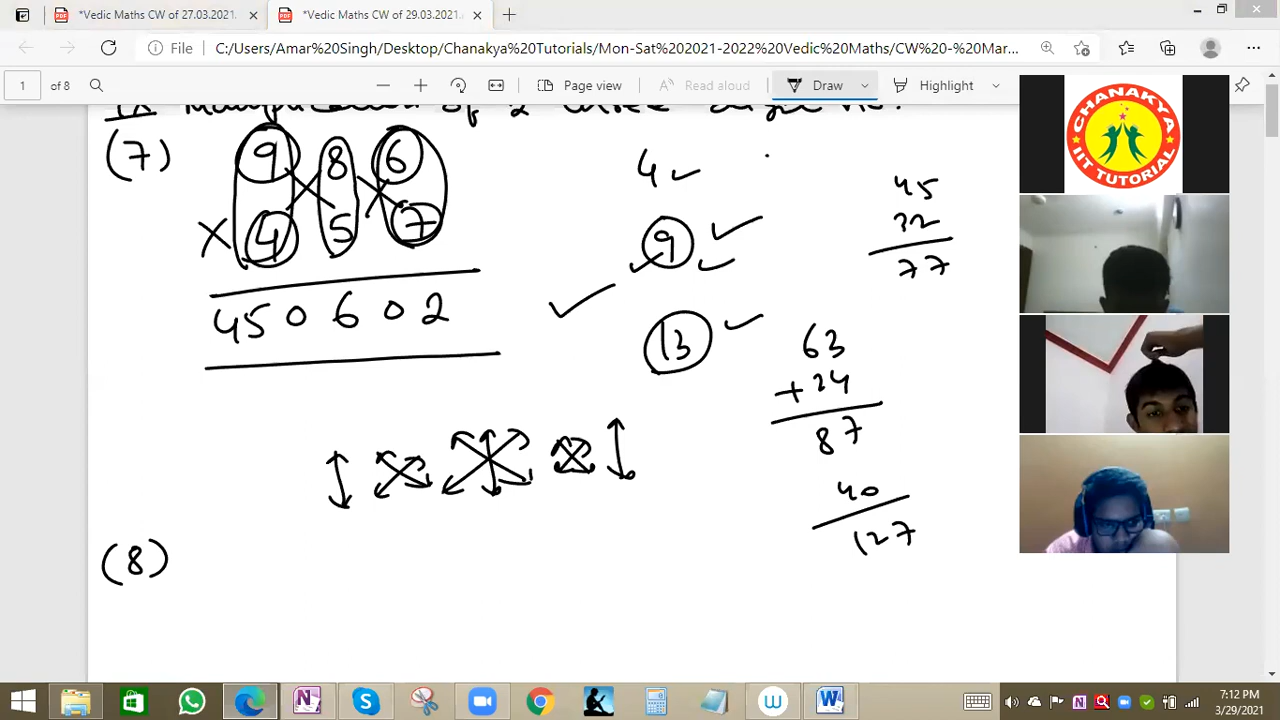 *Vedic Maths CW of 27.03.2021.
*Vedic Maths CW of 29.03.2021.
File
C:/Users/Amar%20Singh/Desktop/Chanakya%20Tutorials/Mon-Sat%202021-2022%20Vedic%20Maths/CW%20-%20Mar...
1 of 8
Page view
Read aloud
Draw
Highlight
of 2
(7) 9 8 6
× 4 5 7
45 0 6 0 2
4
9
13
45
32
77
63
+24
87
40
127
(8)
CHANAKYA
IIT TUTORIAL
7:12 PM
3/29/2021